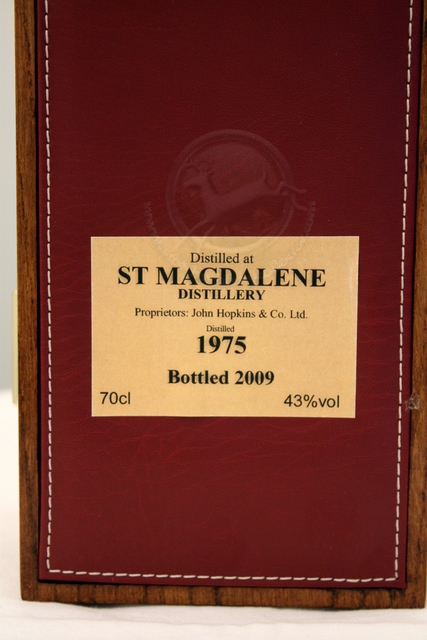 Distilled at
ST MAGDALENE
DISTILLERY
Proprietors: John Hopkins & Co. Ltd.
Distilled
1975
Bottled 2009
70cl 43%vol